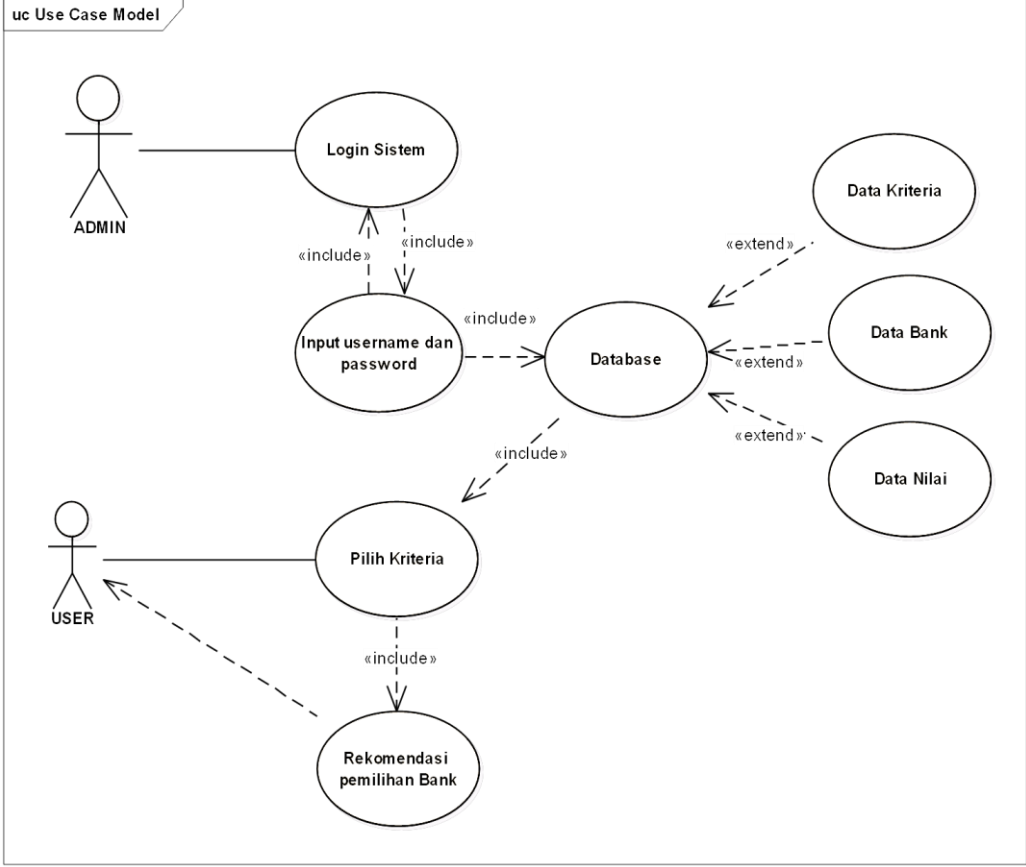 uc Use Case Model
Login Sistem
ADMIN
Data Kriteria
«include»
«include»
«extend»
Input username dan
password
«include»
Database
Data Bank
«extend»
«extend»
«include»
Data Nilai
Pilih Kriteria
USER
«include»
Rekomendasi
pemilihan Bank